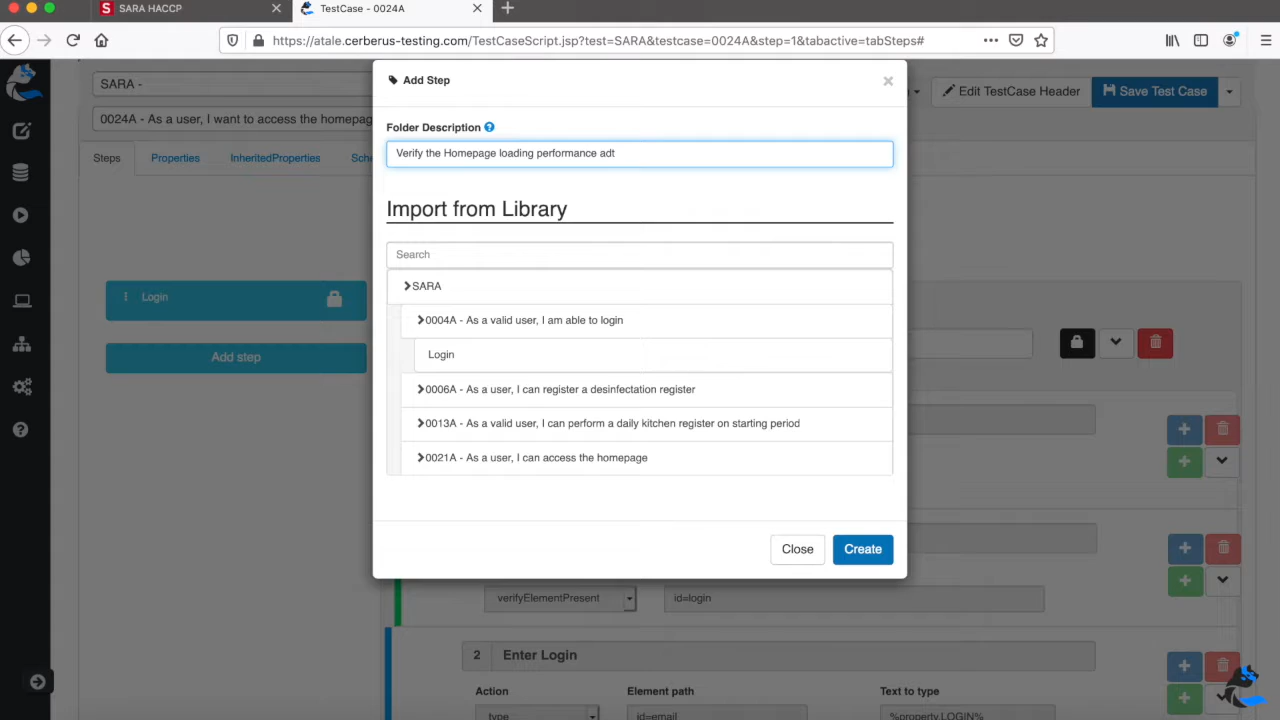 SARA HACCP
TestCase - 0024A
https://atale.cerberus-testing.com/TestCaseScript.jsp?test=SARA&testcase=0024A&step=1&tabactive=tabSteps#
SARA -
Edit TestCase Header
Save Test Case
0024A - As a user, I want to access the homepag
Steps
Properties
InheritedProperties
Sch
Login
Add step
Add Step
Folder Description
Verify the Homepage loading performance adt
Import from Library
Search
SARA
0004A - As a valid user, I am able to login
Login
0006A - As a user, I can register a desinfectation register
0013A - As a valid user, I can perform a daily kitchen register on starting period
0021A - As a user, I can access the homepage
Close
Create
verifyElementPresent
id=login
2
Enter Login
Action
Element path
Text to type
type
id=email
%property.LOGIN%